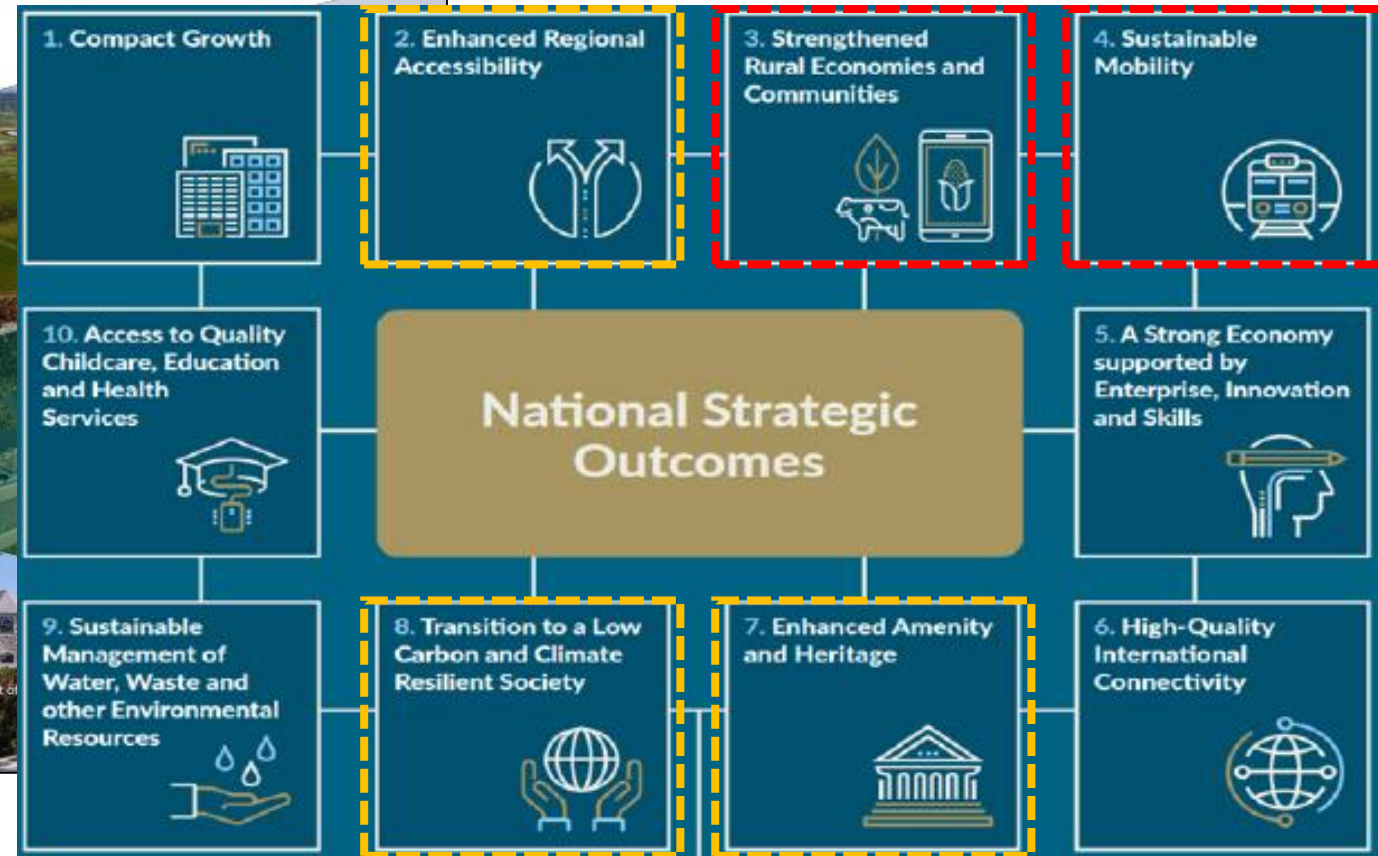 1. Compact Growth
2. Enhanced Regional
Accessibility
3. Strengthened
Rural Economies and
Communities
4. Sustainable
Mobility
10. Access to Quality
Childcare, Education
and Health
Services
National Strategic
Outcomes
5. A Strong Economy
supported by
Enterprise, Innovation
and Skills
9. Sustainable
Management of
Water, Waste and
other Environmental
Resources
8. Transition to a Low
Carbon and Climate
Resilient Society
7. Enhanced Amenity
and Heritage
6. High-Quality
International
Connectivity